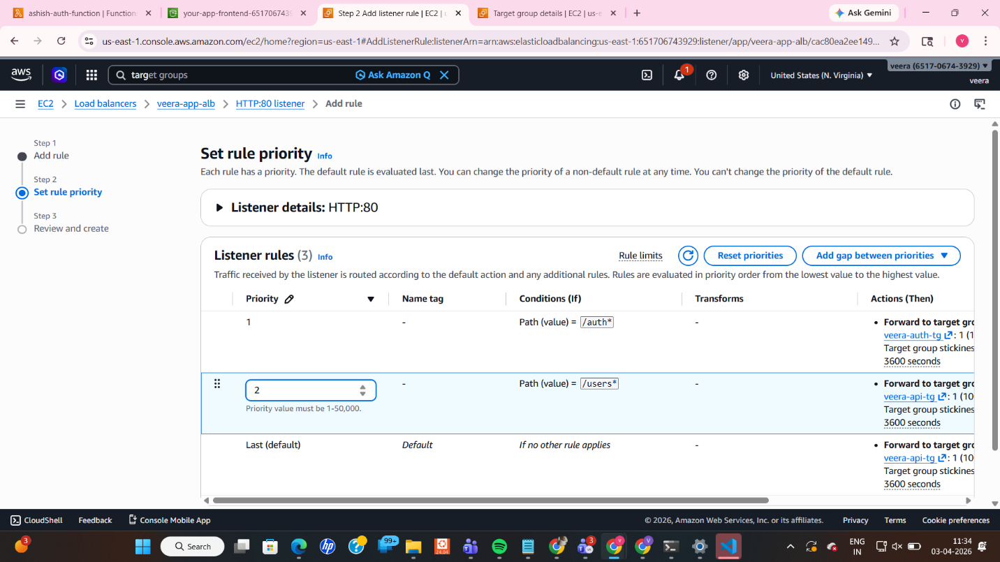 ashish-auth-function | Function
your-app-frontend-6517067439
Step 2 Add listener rule | EC2 | u
Target group details | EC2 | us-e
Ask Gemini
us-east-1.console.aws.amazon.com/ec2/home?region=us-east-1#AddListenerRule:listenerArn=arn:aws:elasticloadbalancing:us-east-1:651706743929:listener/app/veera-app-alb/cac80ea2ee149...
V
aws
target groups
Ask Amazon Q
1
United States (N. Virginia)
veera (6517-0674-3929)
veera
EC2 > Load balancers > veera-app-alb > HTTP:80 listener > Add rule
Step 1
Add rule
Step 2
Set rule priority
Step 3
Review and create
Set rule priority Info
Each rule has a priority. The default rule is evaluated last. You can change the priority of a non-default rule at any time. You can't change the priority of the default rule.
Listener details: HTTP:80
Listener rules (3) Info
Rule limits
Reset priorities
Add gap between priorities
Traffic received by the listener is routed according to the default action and any additional rules. Rules are evaluated in priority order from the lowest value to the highest value.
Priority Name tag Conditions (If) Transforms Actions (Then)
1 - Path (value) = /auth* - • Forward to target gro
veera-auth-tg : 1 (1
Target group stickines
3600 seconds
2 - Path (value) = /users* - • Forward to target gro
Priority value must be 1-50,000.
veera-api-tg : 1 (10
Target group stickines
3600 seconds
Last (default) Default If no other rule applies - • Forward to target gro
veera-api-tg : 1 (10
Target group stickines
3600 seconds
CloudShell Feedback Console Mobile App
© 2026, Amazon Web Services, Inc. or its affiliates. Privacy Terms Cookie preferences
3
Search
99+
24.04
3
ENG
IN
11:34
03-04-2026